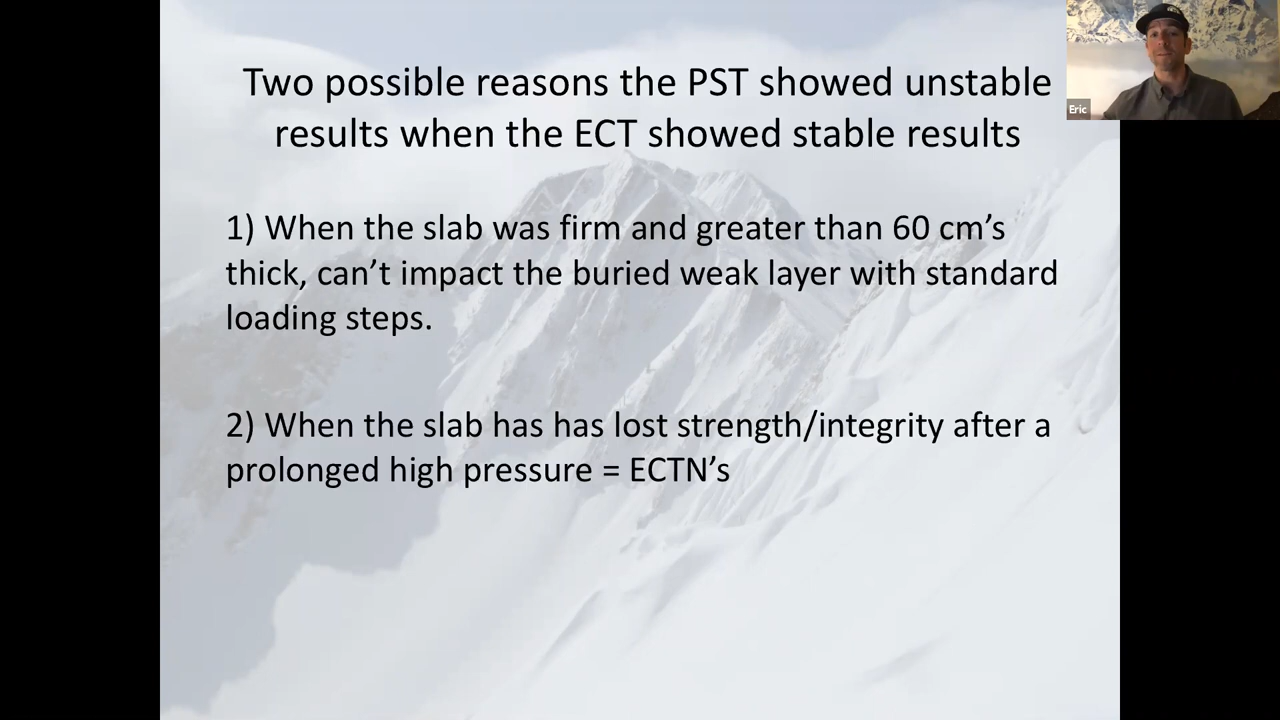 Two possible reasons the PST showed unstable
results when the ECT showed stable results
Eric
1) When the slab was firm and greater than 60 cm’s
thick, can’t impact the buried weak layer with standard
loading steps.
2) When the slab has has lost strength/integrity after a
prolonged high pressure = ECTN’s